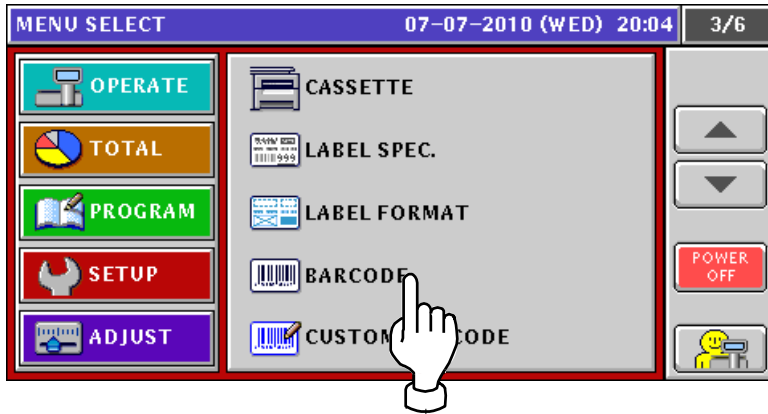 MENU SELECT 07-07-2010 (WED) 20:04 3/6
OPERATE
TOTAL
PROGRAM
SETUP
ADJUST
CASSETTE
LABEL SPEC.
LABEL FORMAT
BARCODE
CUSTOM CODE
POWER
OFF